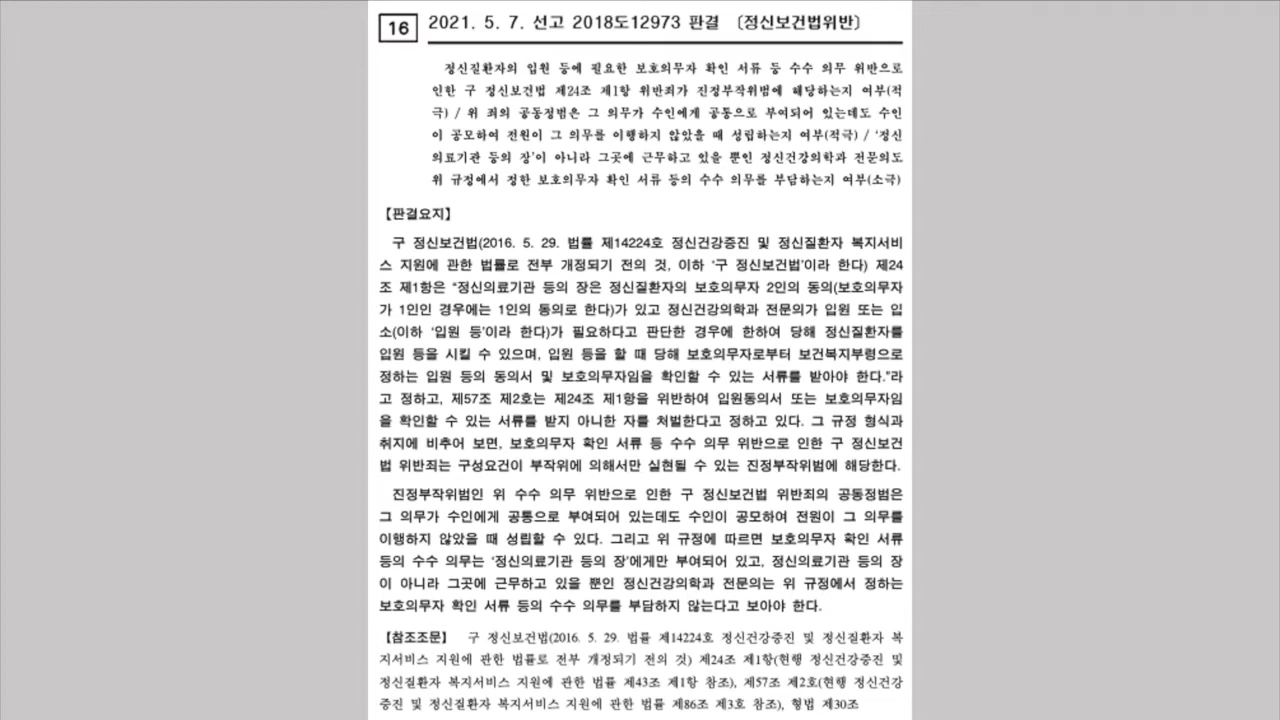 16
2021. 5. 7. 선고 2018도12973 판결 〔정신보건법위반〕
정신질환자의 입원 등에 필요한 보호의무자 확인 서류 등 수수 의무 위반으로
인한 구 정신보건법 제24조 제1항 위반죄가 진정부작위범에 해당하는지 여부(적
극) / 위 죄의 공동정범은 그 의무가 수인에게 공통으로 부여되어 있는데도 수인
이 공모하여 전원이 그 의무를 이행하지 않았을 때 성립하는지 여부(적극) / ‘정신
의료기관 등의 장’이 아니라 그곳에 근무하고 있을 뿐인 정신건강의학과 전문의도
위 규정에서 정한 보호의무자 확인 서류 등의 수수 의무를 부담하는지 여부(소극)
【판결요지】
구 정신보건법(2016. 5. 29. 법률 제14224호 정신건강증진 및 정신질환자 복지서비
스 지원에 관한 법률로 전부 개정되기 전의 것, 이하 ‘구 정신보건법’이라 한다) 제24
조 제1항은 “정신의료기관 등의 장은 정신질환자의 보호의무자 2인의 동의(보호의무자
가 1인인 경우에는 1인의 동의로 한다)가 있고 정신건강의학과 전문의가 입원 또는 입
소(이하 ‘입원 등’이라 한다)가 필요하다고 판단한 경우에 한하여 당해 정신질환자를
입원 등을 시킬 수 있으며, 입원 등을 할 때 당해 보호의무자로부터 보건복지부령으로
정하는 입원 등의 동의서 및 보호의무자임을 확인할 수 있는 서류를 받아야 한다.”라
고 정하고, 제57조 제2호는 제24조 제1항을 위반하여 입원동의서 또는 보호의무자임
을 확인할 수 있는 서류를 받지 아니한 자를 처벌한다고 정하고 있다. 그 규정 형식과
취지에 비추어 보면, 보호의무자 확인 서류 등 수수 의무 위반으로 인한 구 정신보건
법 위반죄는 구성요건이 부작위에 의해서만 실현될 수 있는 진정부작위범에 해당한다.
진정부작위범인 위 수수 의무 위반으로 인한 구 정신보건법 위반죄의 공동정범은
그 의무가 수인에게 공통으로 부여되어 있는데도 수인이 공모하여 전원이 그 의무를
이행하지 않았을 때 성립할 수 있다. 그리고 위 규정에 따르면 보호의무자 확인 서류
등의 수수 의무는 ‘정신의료기관 등의 장’에게만 부여되어 있고, 정신의료기관 등의 장
이 아니라 그곳에 근무하고 있을 뿐인 정신건강의학과 전문의는 위 규정에서 정하는
보호의무자 확인 서류 등의 수수 의무를 부담하지 않는다고 보아야 한다.
【참조조문】 구 정신보건법(2016. 5. 29. 법률 제14224호 정신건강증진 및 정신질환자 복
지서비스 지원에 관한 법률로 전부 개정되기 전의 것) 제24조 제1항(현행 정신건강증진 및
정신질환자 복지서비스 지원에 관한 법률 제43조 제1항 참조), 제57조 제2호(현행 정신건강
증진 및 정신질환자 복지서비스 지원에 관한 법률 제86조 제3호 참조), 형법 제30조